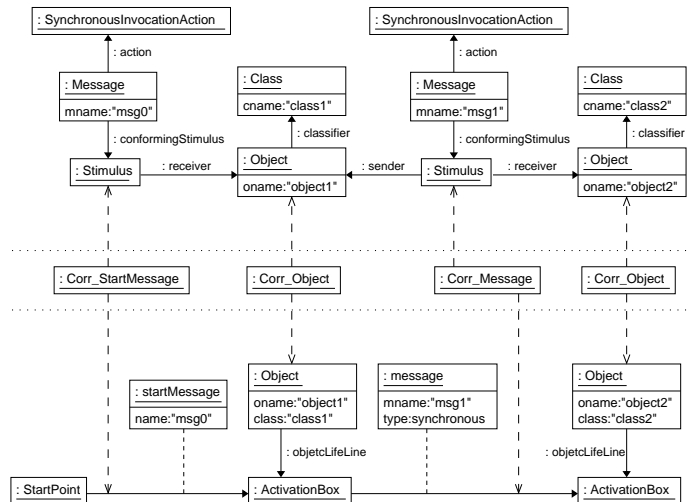 : SynchronousInvocationAction
: SynchronousInvocationAction
: action
: action
: Message
mname:"msg0"
: Class
cname:"class1"
: Message
mname:"msg1"
: Class
cname:"class2"
: conformingStimulus
: classifier
: conformingStimulus
: classifier
: Stimulus
: receiver
: Object
oname:"object1"
: sender
: Stimulus
: receiver
: Object
oname:"object2"
: Corr_StartMessage
: Corr_Object
: Corr_Message
: Corr_Object
: startMessage
name:"msg0"
: Object
oname:"object1"
class:"class1"
: message
mname:"msg1"
type:synchronous
: Object
oname:"object2"
class:"class2"
: objetcLifeLine
: objetcLifeLine
: StartPoint
: ActivationBox
: ActivationBox